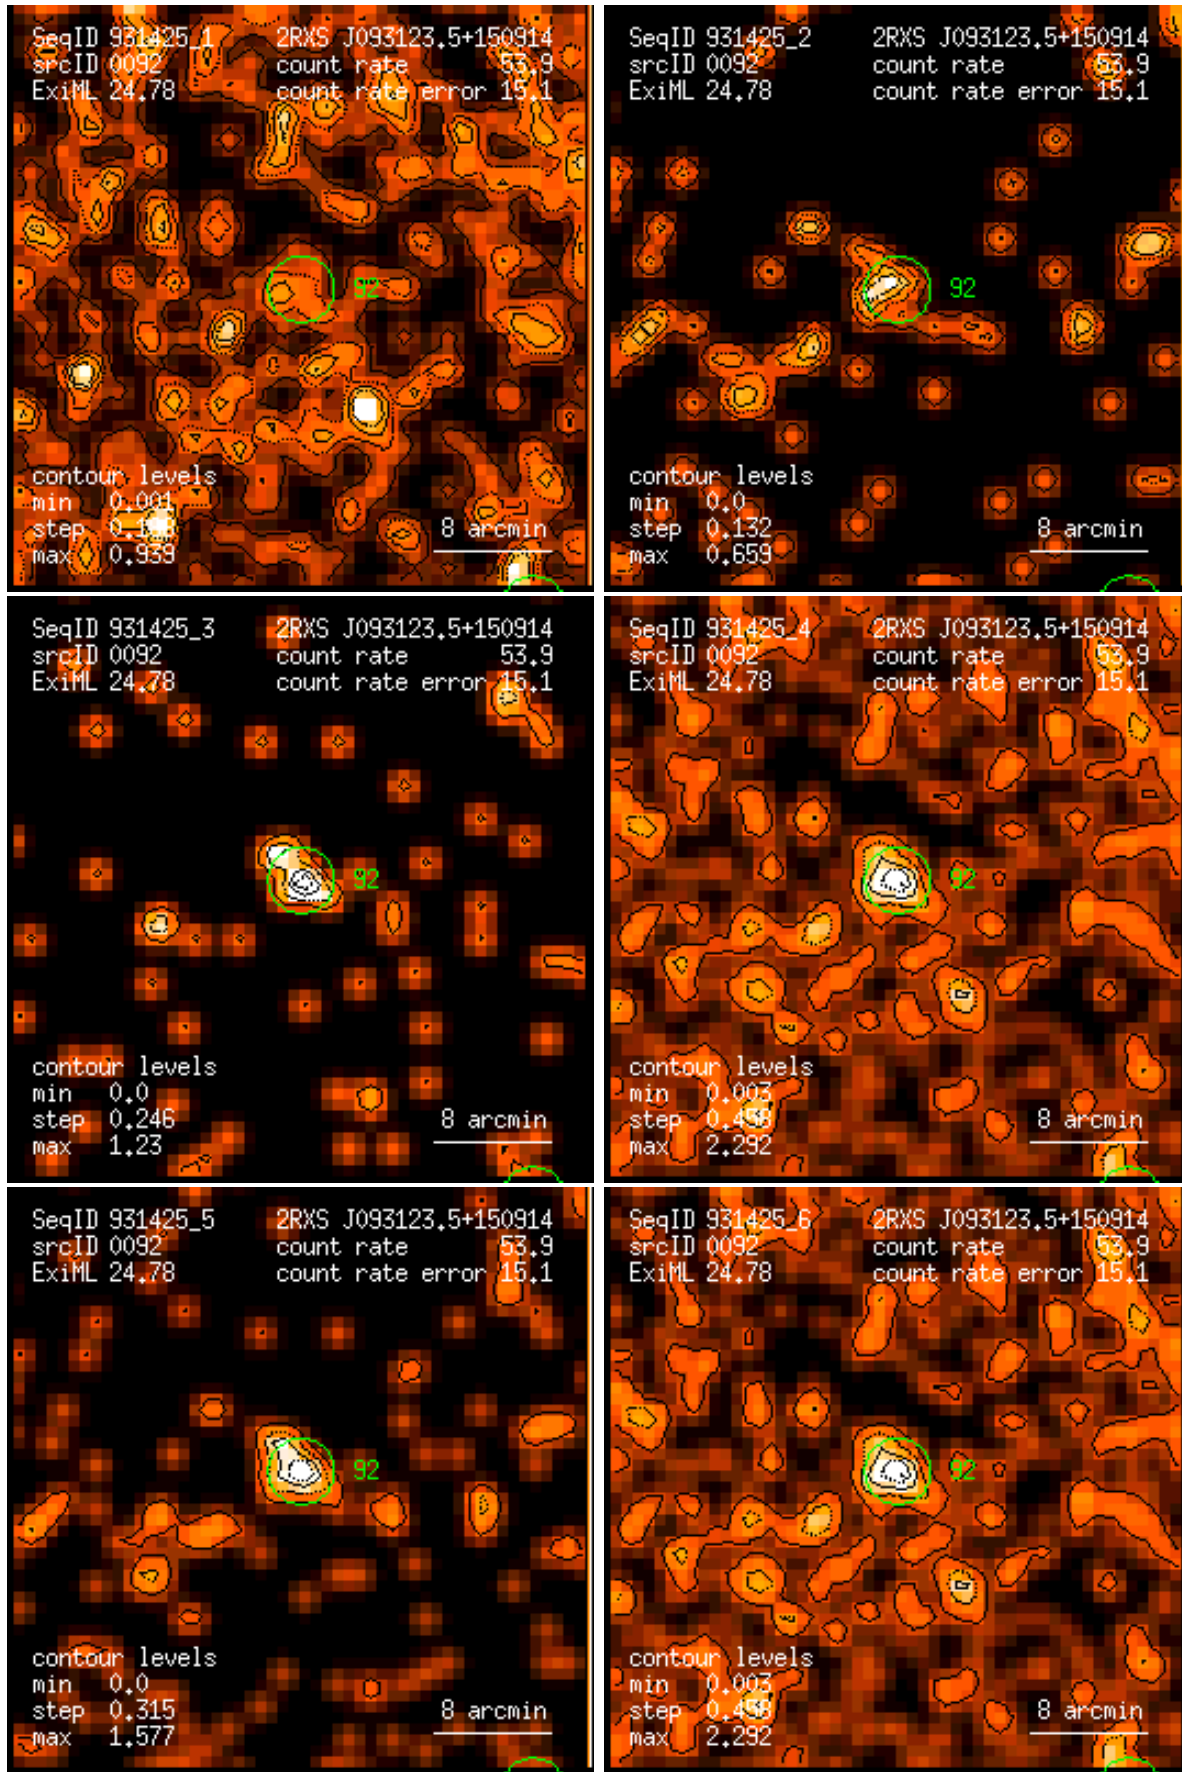 SeqID 931425_1 2RXS J093123.5+150914
srcID 0092 count rate 53.9
ExiML 24.78 count rate error 15.1
92
contour levels
min 0.001
step
max 0.939
8 arcmin
SeqID 931425_2 2RXS J093123.5+150914
srcID 0092 count rate 53.9
ExiML 24.78 count rate error 15.1
92
contour levels
min 0.0
step 0.132
max 0.659
8 arcmin
SeqID 931425_3 2RXS J093123.5+150914
srcID 0092 count rate 53.9
ExiML 24.78 count rate error 15.1
92
contour levels
min 0.0
step 0.246
max 1.23
8 arcmin
SeqID 931425_4 2RXS J093123.5+150914
srcID 0092 count rate 53.9
ExiML 24.78 count rate error 15.1
92
contour levels
min 0.003
step 0.458
max 2.292
8 arcmin
SeqID 931425_5 2RXS J093123.5+150914
srcID 0092 count rate 53.9
ExiML 24.78 count rate error 15.1
92
contour levels
min 0.0
step 0.315
max 1.577
8 arcmin
SeqID 931425_6 2RXS J093123.5+150914
srcID 0092 count rate 53.9
ExiML 24.78 count rate error 15.1
92
contour levels
min 0.003
step 0.458
max 2.292
8 arcmin